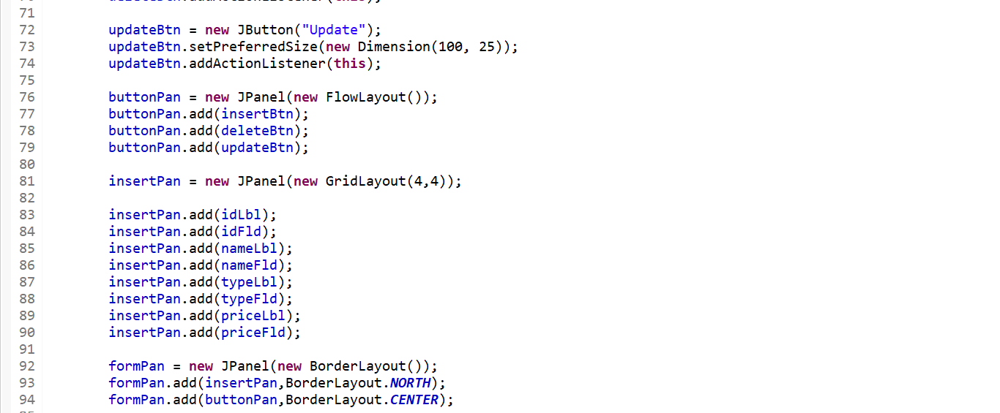 71
72 updateBtn = new JButton("Update");
73 updateBtn.setPreferredSize(new Dimension(100, 25));
74 updateBtn.addActionListener(this);
75
76 buttonPan = new JPanel(new FlowLayout());
77 buttonPan.add(insertBtn);
78 buttonPan.add(deleteBtn);
79 buttonPan.add(updateBtn);
80
81 insertPan = new JPanel(new GridLayout(4,4));
82
83 insertPan.add(idLbl);
84 insertPan.add(idFld);
85 insertPan.add(nameLbl);
86 insertPan.add(nameFld);
87 insertPan.add(typeLbl);
88 insertPan.add(typeFld);
89 insertPan.add(priceLbl);
90 insertPan.add(priceFld);
91
92 formPan = new JPanel(new BorderLayout());
93 formPan.add(insertPan,BorderLayout.NORTH);
94 formPan.add(buttonPan,BorderLayout.CENTER);